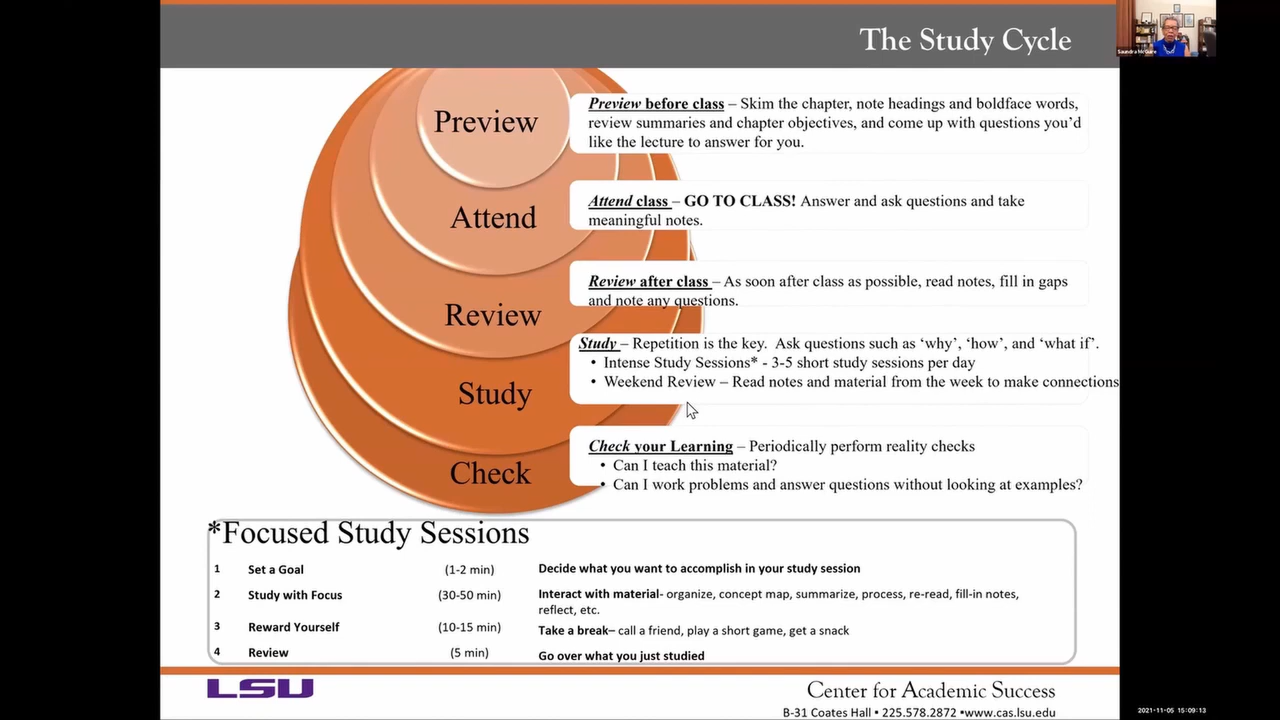 The Study Cycle
Saundra McGuire
Preview
Preview before class – Skim the chapter, note headings and boldface words,
review summaries and chapter objectives, and come up with questions you'd
like the lecture to answer for you.
Attend
Attend class – GO TO CLASS! Answer and ask questions and take
meaningful notes.
Review
Review after class – As soon after class as possible, read notes, fill in gaps
and note any questions.
Study
Study – Repetition is the key. Ask questions such as ‘why’, ‘how’, and ‘what if’.
• Intense Study Sessions* - 3-5 short study sessions per day
• Weekend Review – Read notes and material from the week to make connections
Check
Check your Learning – Periodically perform reality checks
• Can I teach this material?
• Can I work problems and answer questions without looking at examples?
*Focused Study Sessions
1 Set a Goal (1-2 min) Decide what you want to accomplish in your study session
2 Study with Focus (30-50 min) Interact with material- organize, concept map, summarize, process, re-read, fill-in notes,
reflect, etc.
3 Reward Yourself (10-15 min) Take a break– call a friend, play a short game, get a snack
4 Review (5 min) Go over what you just studied
LSU
Center for Academic Success
B-31 Coates Hall ▪ 225.578.2872 ▪www.cas.lsu.edu
2021-11-05 15:09:13